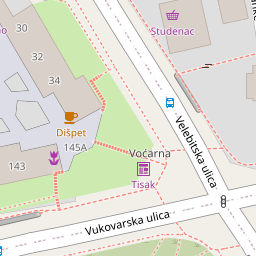 30
Studenac
32
34
Dišpet
145A
143
Voćarna
Tisak
Velebitska ulica
Vukovarska ulica